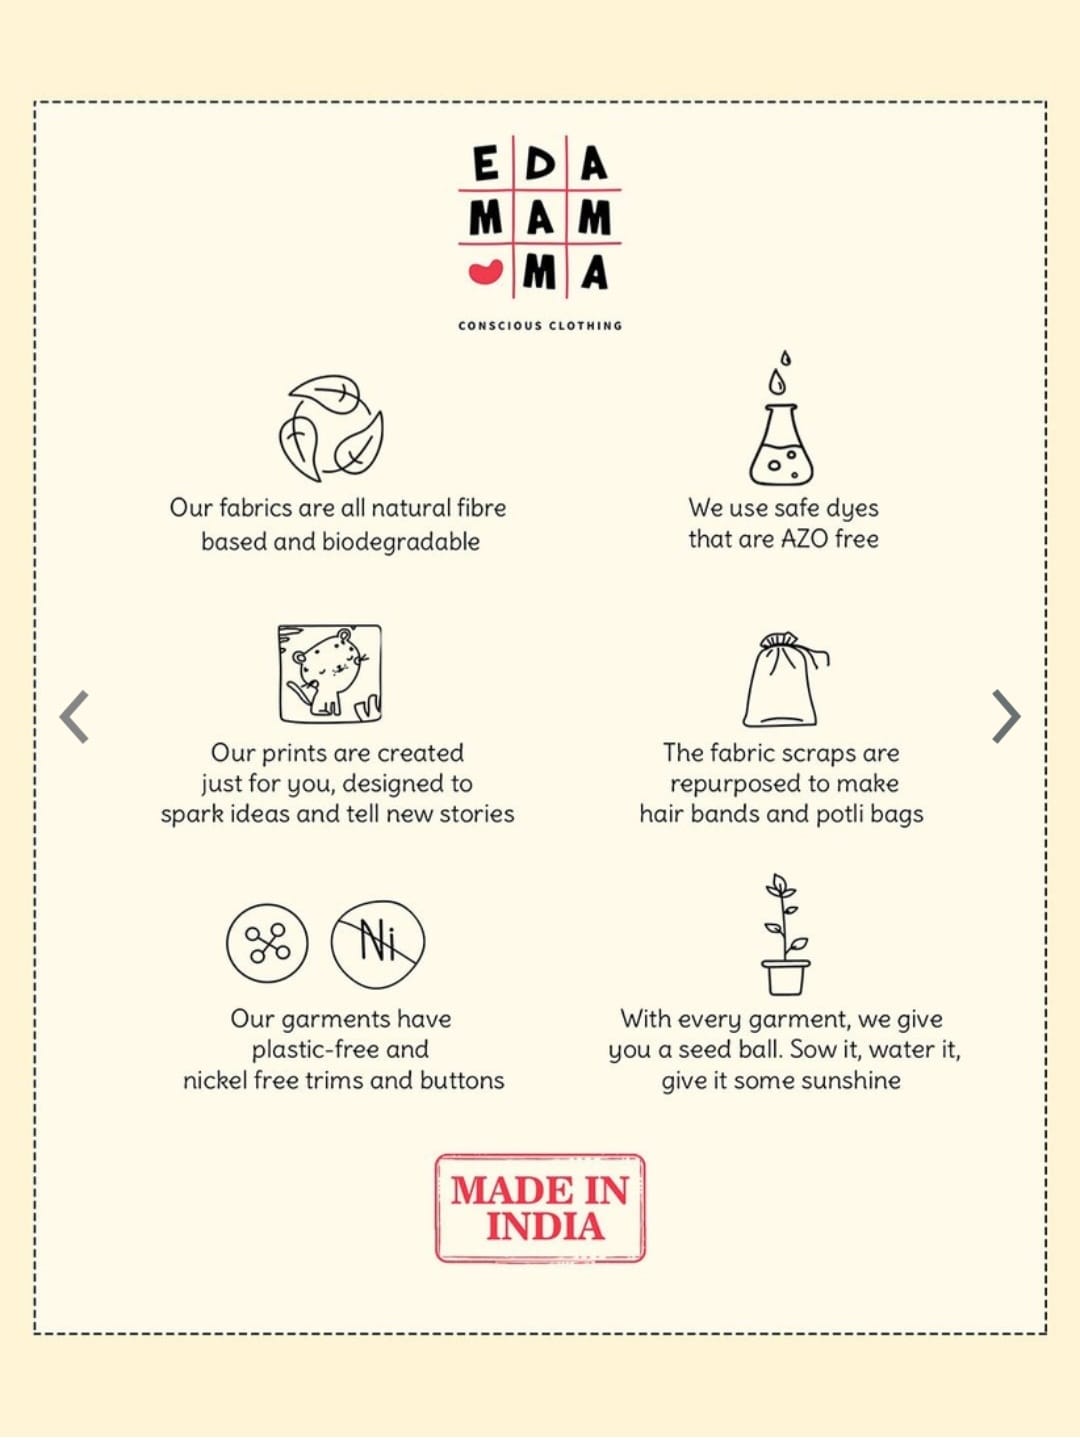 E D A
M A M
M A
CONSCIOUS CLOTHING
Our fabrics are all natural fibre
based and biodegradable
We use safe dyes
that are AZO free
Our prints are created
just for you, designed to
spark ideas and tell new stories
The fabric scraps are
repurposed to make
hair bands and potli bags
Ni
Our garments have
plastic-free and
nickel free trims and buttons
With every garment, we give
you a seed ball. Sow it, water it,
give it some sunshine
MADE IN
INDIA